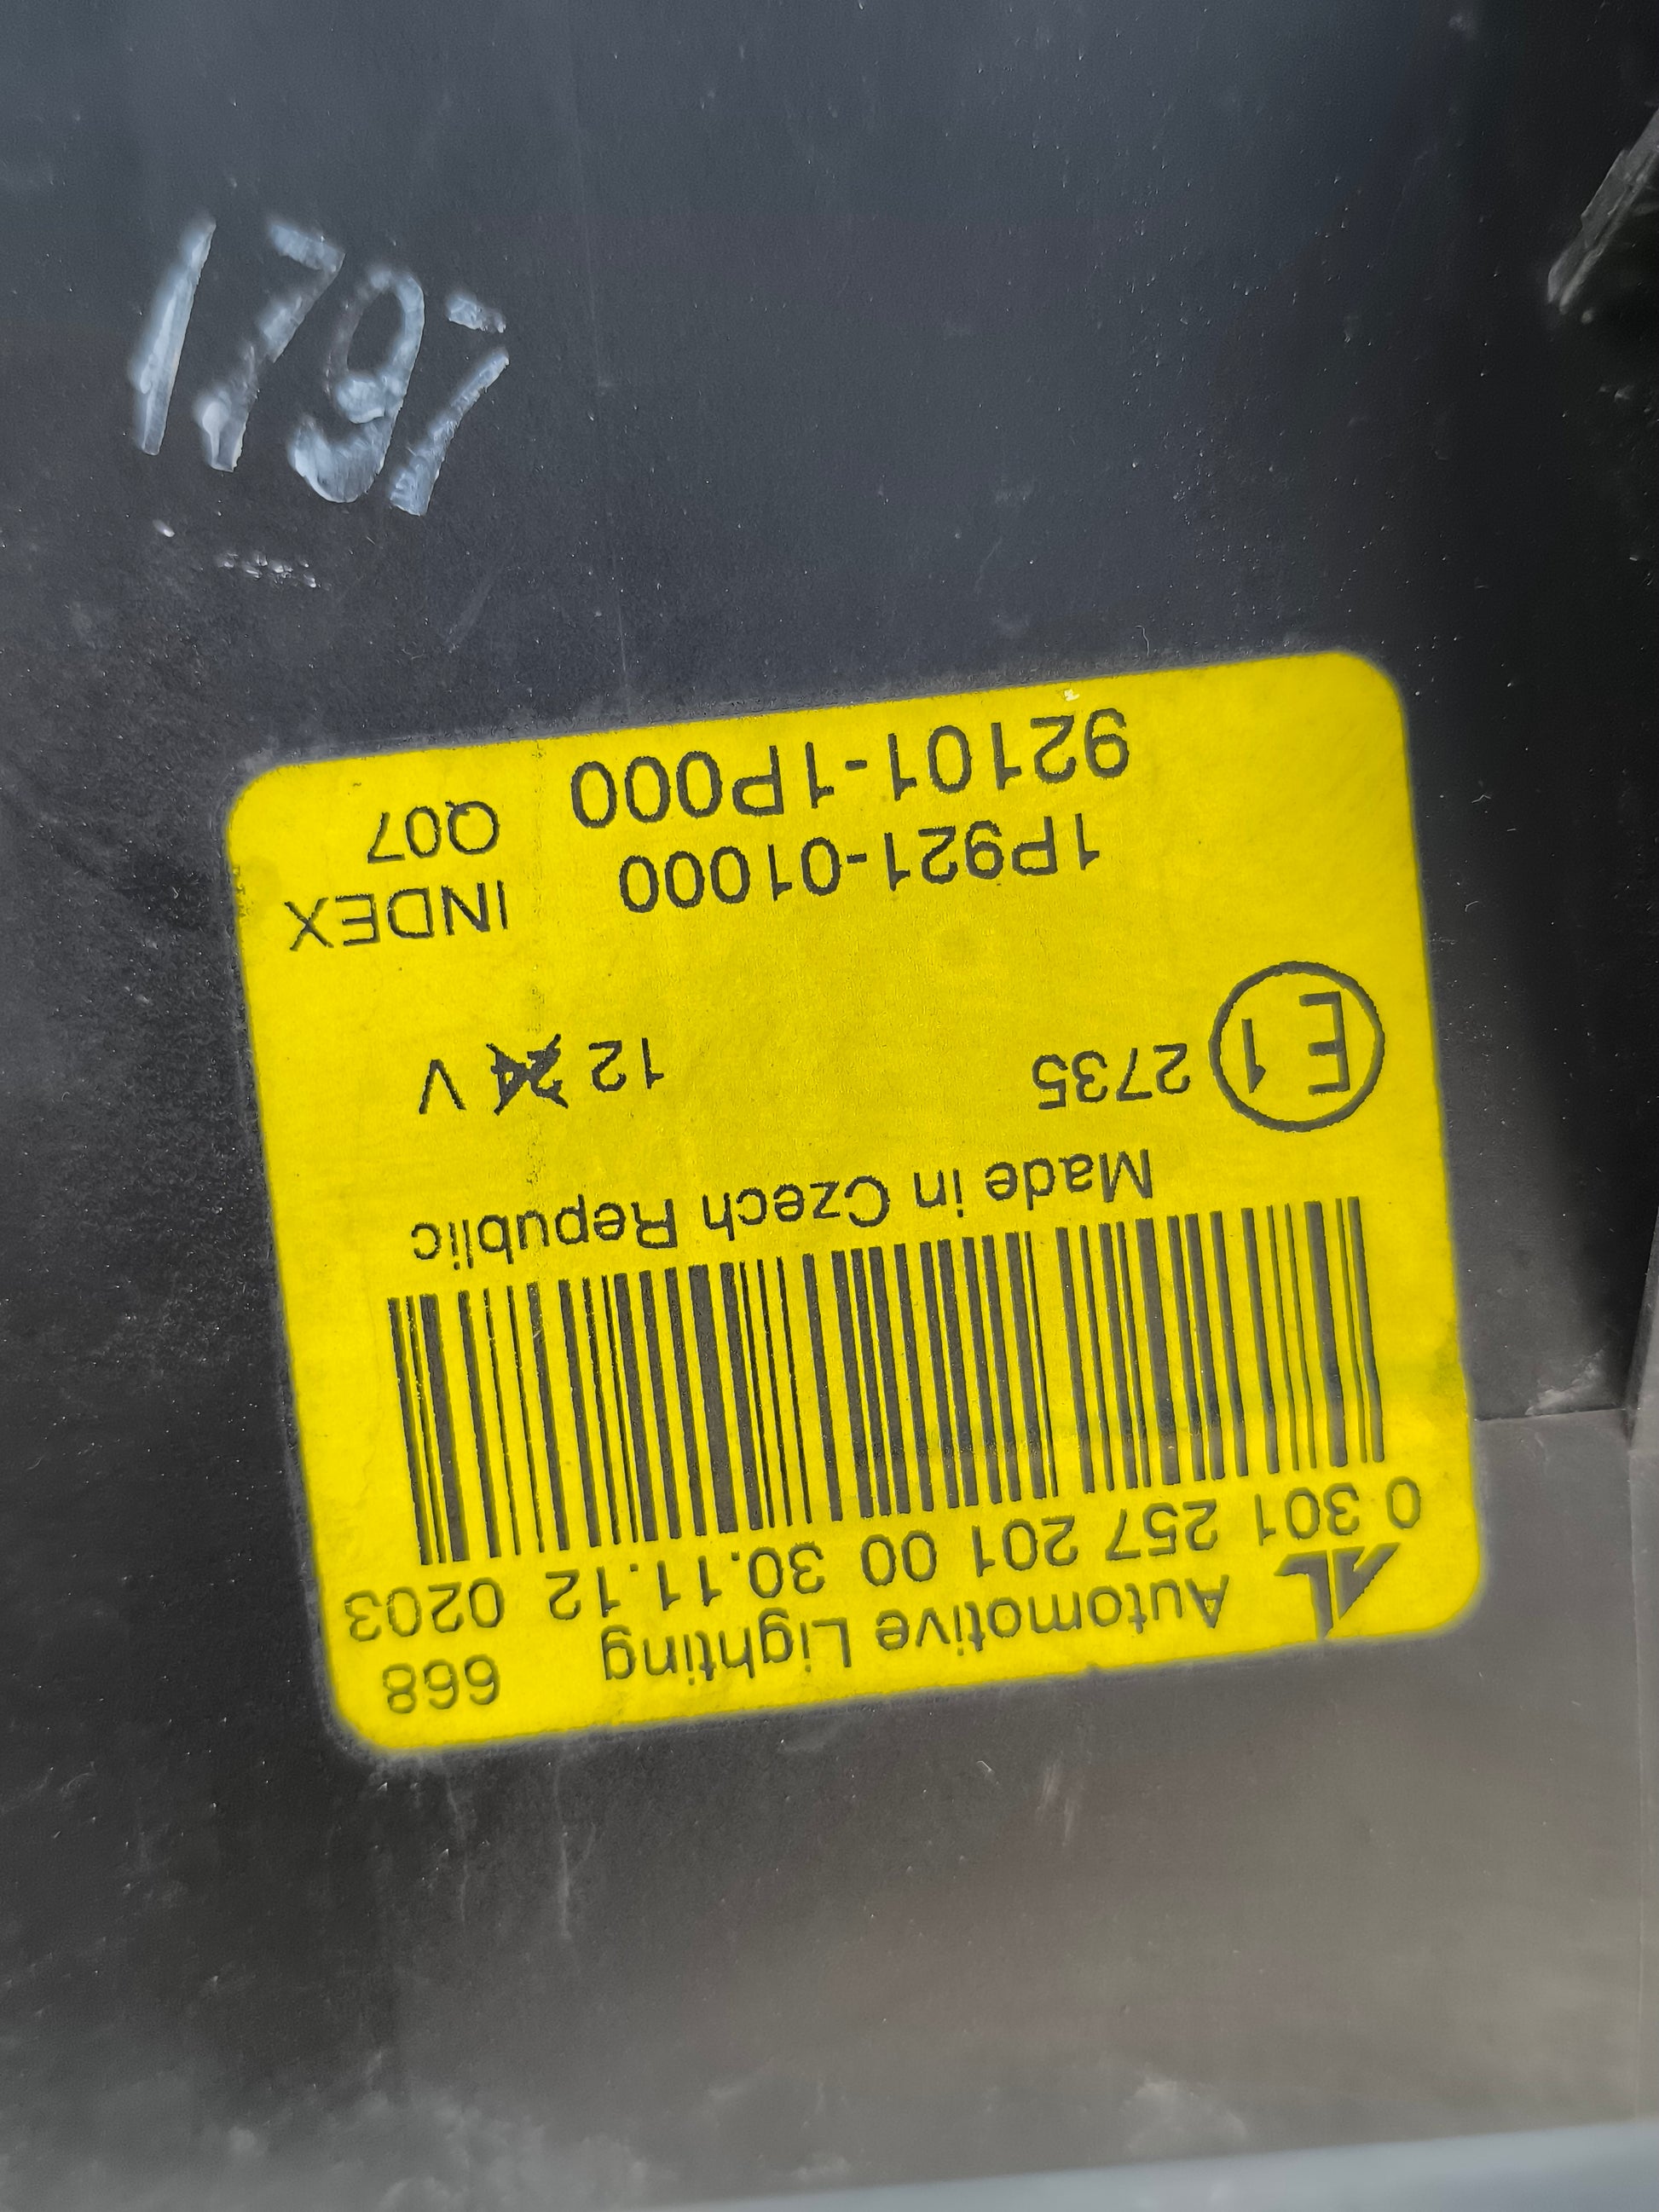 1797
AL Automotive Lighting 668
0 301 257 201 00 30.11.12 0203
Made in Czech Republic
E1 2735 12 24 V
1P921-01000 INDEX
92101-1P000 Q07